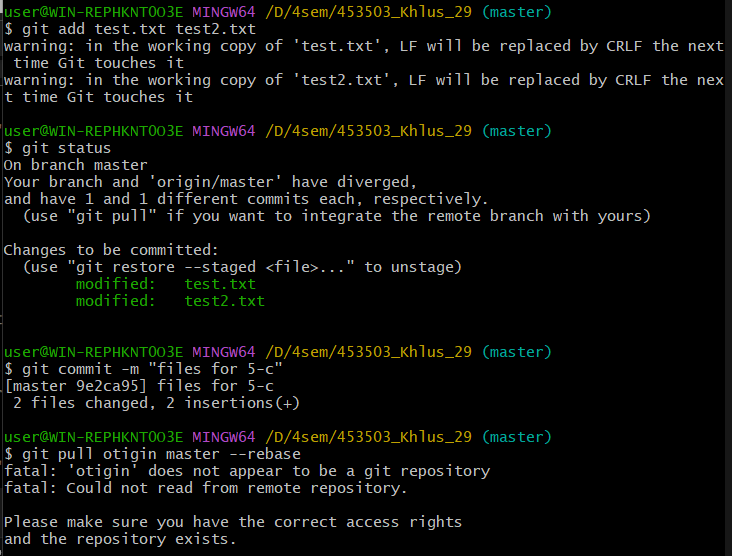 user@WIN-REPHKNTOO3E MINGW64 /D/4sem/453503_Khlus_29 (master)
$ git add test.txt test2.txt
warning: in the working copy of 'test.txt', LF will be replaced by CRLF the next
 time Git touches it
warning: in the working copy of 'test2.txt', LF will be replaced by CRLF the nex
t time Git touches it

user@WIN-REPHKNTOO3E MINGW64 /D/4sem/453503_Khlus_29 (master)
$ git status
On branch master
Your branch and 'origin/master' have diverged,
and have 1 and 1 different commits each, respectively.
  (use "git pull" if you want to integrate the remote branch with yours)

Changes to be committed:
  (use "git restore --staged <file>..." to unstage)
        modified:   test.txt
        modified:   test2.txt

user@WIN-REPHKNTOO3E MINGW64 /D/4sem/453503_Khlus_29 (master)
$ git commit -m "files for 5-c"
[master 9e2ca95] files for 5-c
 2 files changed, 2 insertions(+)

user@WIN-REPHKNTOO3E MINGW64 /D/4sem/453503_Khlus_29 (master)
$ git pull otigin master --rebase
fatal: 'otigin' does not appear to be a git repository
fatal: Could not read from remote repository.

Please make sure you have the correct access rights
and the repository exists.